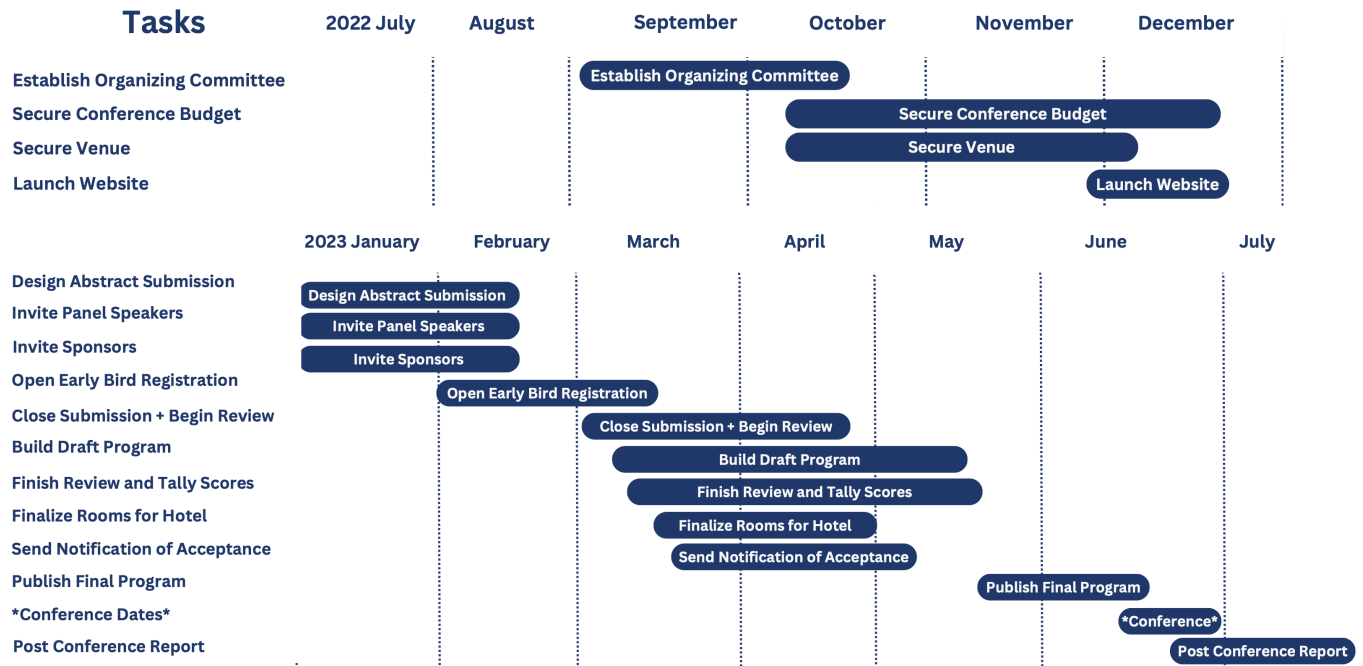 Tasks 2022 July August September October November December
Establish Organizing Committee Establish Organizing Committee
Secure Conference Budget Secure Conference Budget
Secure Venue Secure Venue
Launch Website Launch Website
2023 January February March April May June July
Design Abstract Submission Design Abstract Submission
Invite Panel Speakers Invite Panel Speakers
Invite Sponsors Invite Sponsors
Open Early Bird Registration Open Early Bird Registration
Close Submission + Begin Review Close Submission + Begin Review
Build Draft Program Build Draft Program
Finish Review and Tally Scores Finish Review and Tally Scores
Finalize Rooms for Hotel Finalize Rooms for Hotel
Send Notification of Acceptance Send Notification of Acceptance
Publish Final Program Publish Final Program
*Conference Dates* *Conference*
Post Conference Report Post Conference Report